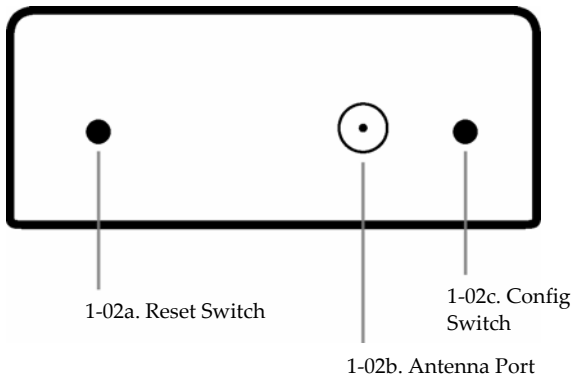 1-02a. Reset Switch
1-02c. Config
Switch
1-02b. Antenna Port